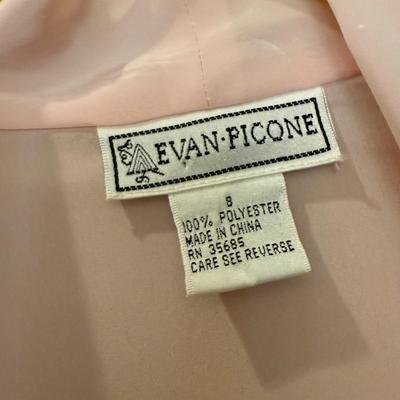 EVAN-PICONE
8
100% POLYESTER
MADE IN CHINA
RN 35685
CARE SEE REVERSE